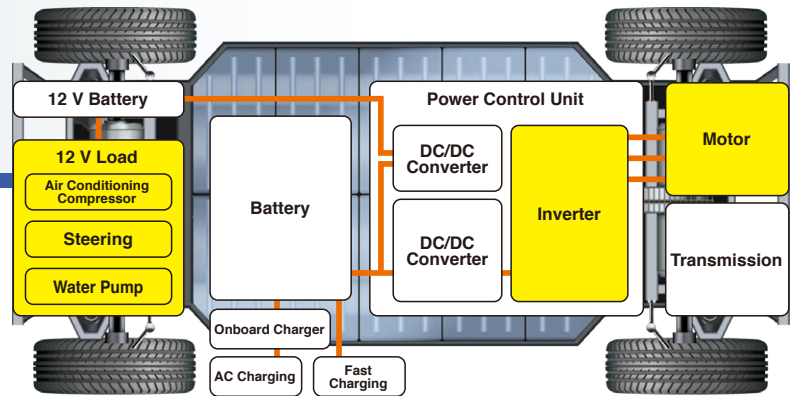 12 V Battery
12 V Load
Air Conditioning
Compressor
Steering
Water Pump
Battery
Onboard Charger
AC Charging
Fast
Charging
Power Control Unit
DC/DC
Converter
DC/DC
Converter
Inverter
Motor
Transmission